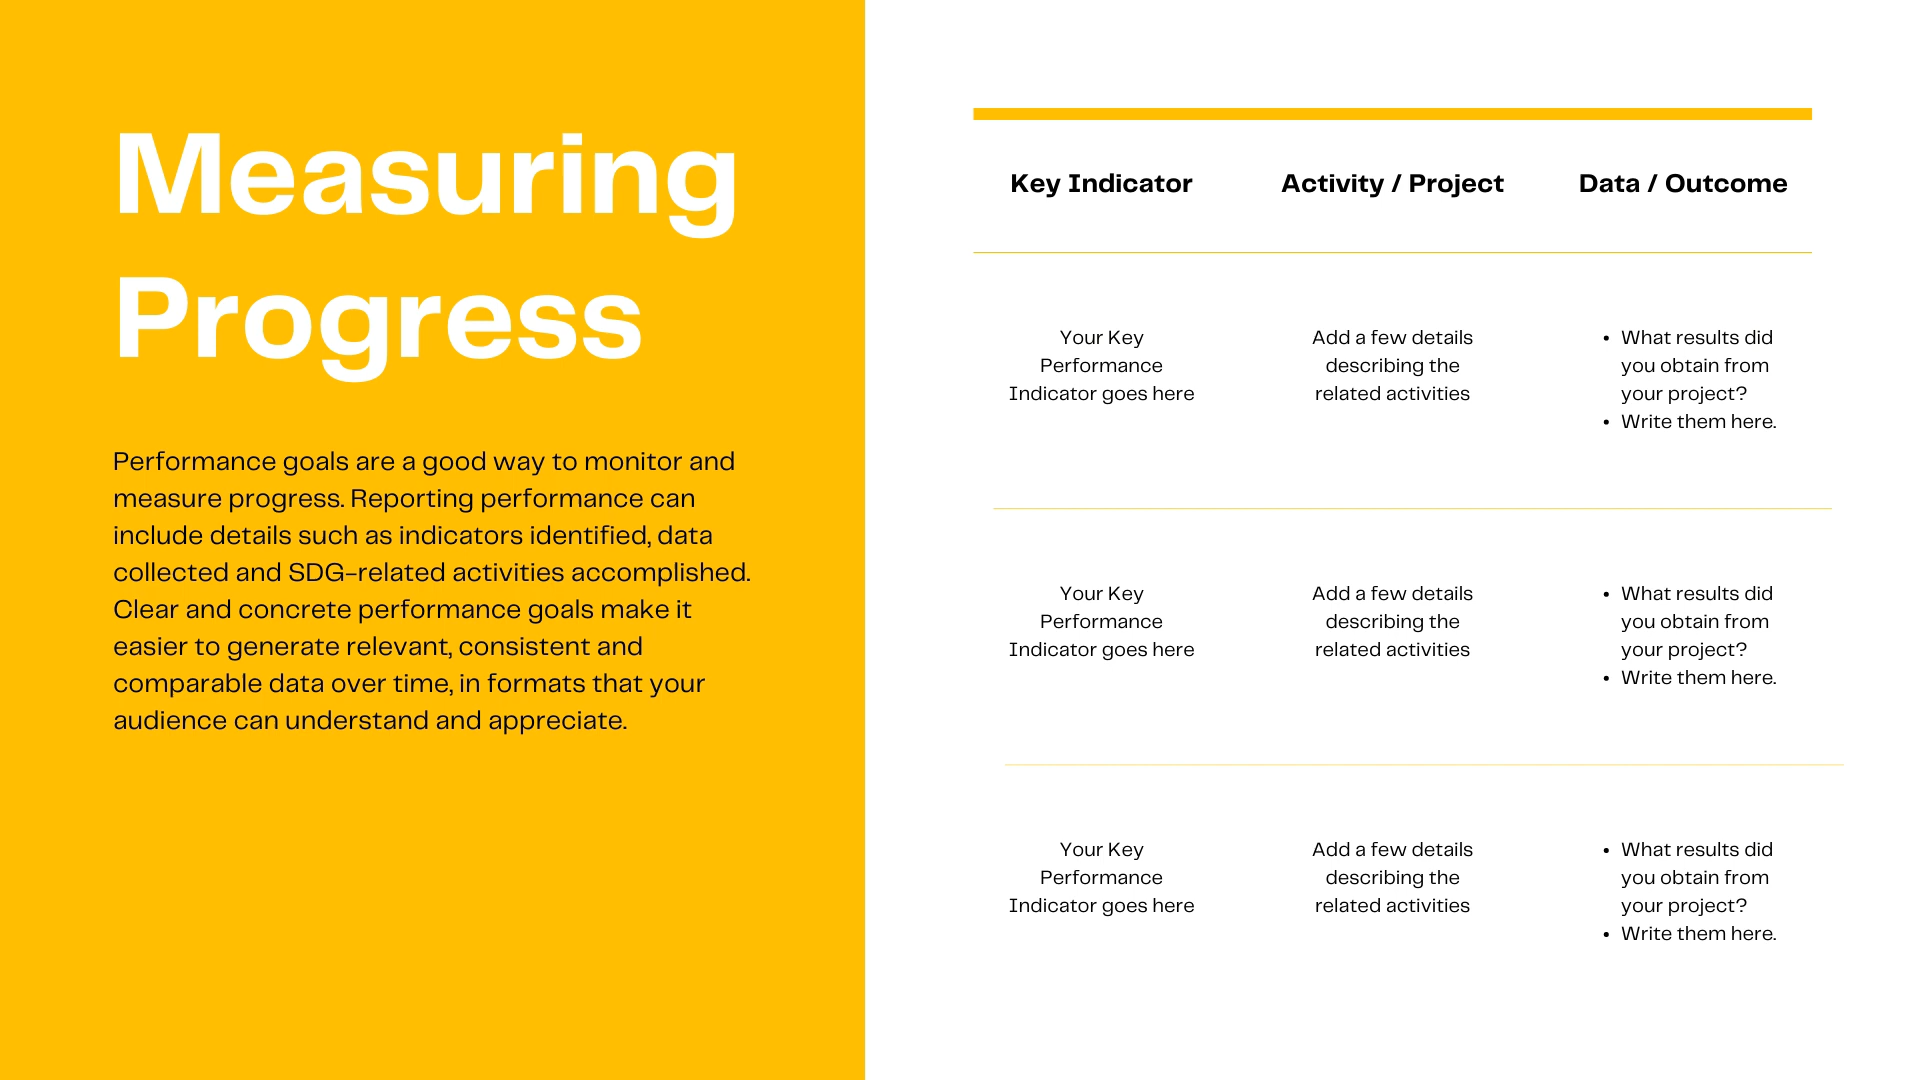 Measuring
Progress
Performance goals are a good way to monitor and
measure progress. Reporting performance can
include details such as indicators identified, data
collected and SDG-related activities accomplished.
Clear and concrete performance goals make it
easier to generate relevant, consistent and
comparable data over time, in formats that your
audience can understand and appreciate.
Key Indicator
Activity / Project
Data / Outcome
Your Key
Performance
Indicator goes here
Add a few details
describing the
related activities
• What results did
you obtain from
your project?
• Write them here.
Your Key
Performance
Indicator goes here
Add a few details
describing the
related activities
• What results did
you obtain from
your project?
• Write them here.
Your Key
Performance
Indicator goes here
Add a few details
describing the
related activities
• What results did
you obtain from
your project?
• Write them here.